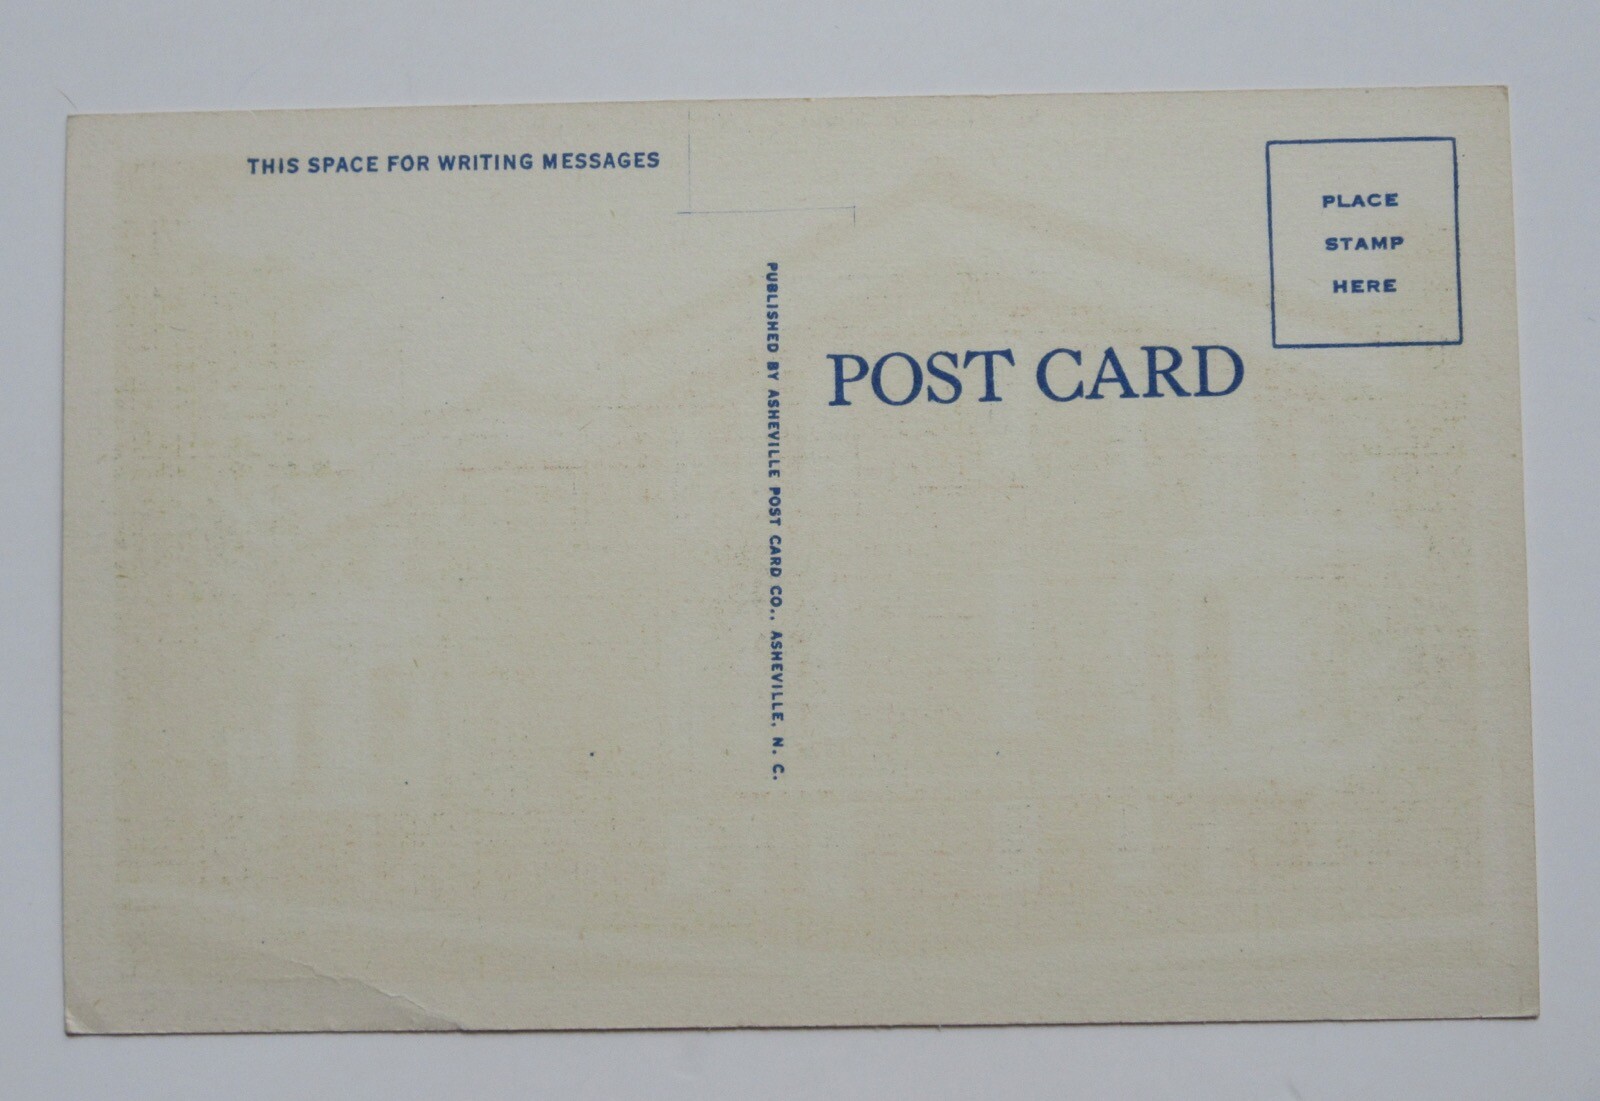 THIS SPACE FOR WRITING MESSAGES
PLACE
STAMP
HERE
POST CARD
PUBLISHED BY ASHEVILLE POST CARD CO., ASHEVILLE, N. C.